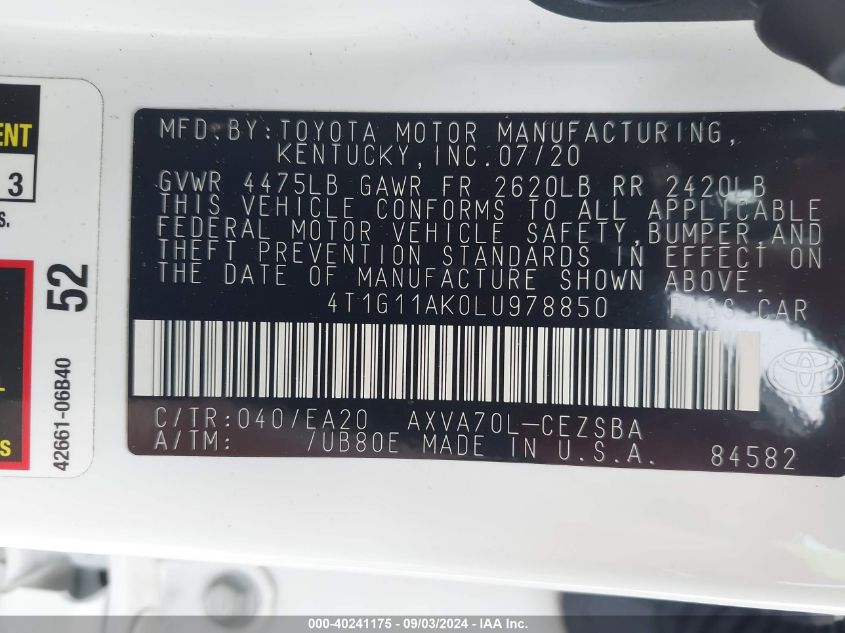 MFD.BY:TOYOTA MOTOR MANUFACTURING,
KENTUCKY,INC.07/20
GVWR 4475LB GAWR FR 2620LB RR 2420LB
THIS VEHICLE CONFORMS TO ALL APPLICABLE
FEDERAL MOTOR VEHICLE SAFETY,BUMPER,AND
THEFT PREVENTION STANDARDS IN EFFECT ON
THE DATE OF MANUFACTURE SHOWN ABOVE.
4T1G11AK0LU978850 PASS CAR
C/TR:040/EA20 AXVA70L-CEZSBA
A/TM: /UB80E MADE IN U.S.A. 84582
ENT
3
S.
52
42661-06B40
S
000-40241175 - 09/03/2024 - IAA Inc.